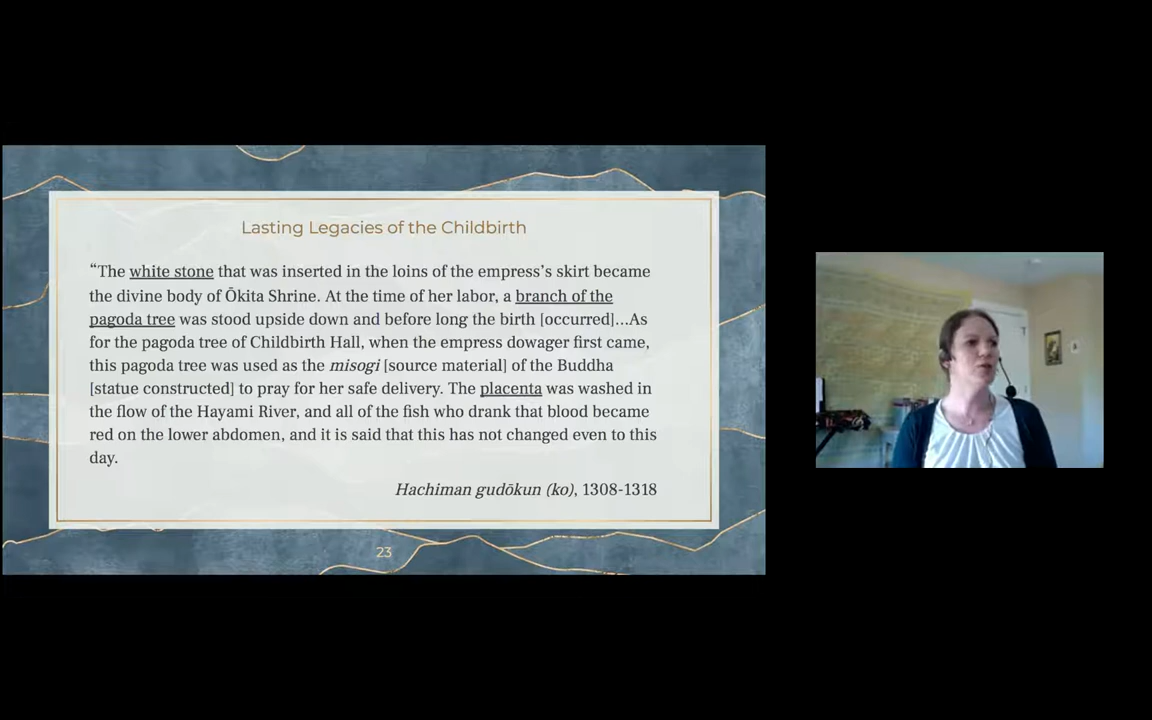 Lasting Legacies of the Childbirth
“The white stone that was inserted in the loins of the empress’s skirt became
the divine body of Ōkita Shrine. At the time of her labor, a branch of the
pagoda tree was stood upside down and before long the birth [occurred]...As
for the pagoda tree of Childbirth Hall, when the empress dowager first came,
this pagoda tree was used as the misogi [source material] of the Buddha
[statue constructed] to pray for her safe delivery. The placenta was washed in
the flow of the Hayami River, and all of the fish who drank that blood became
red on the lower abdomen, and it is said that this has not changed even to this
day.
Hachiman gudōkun (ko), 1308-1318
23